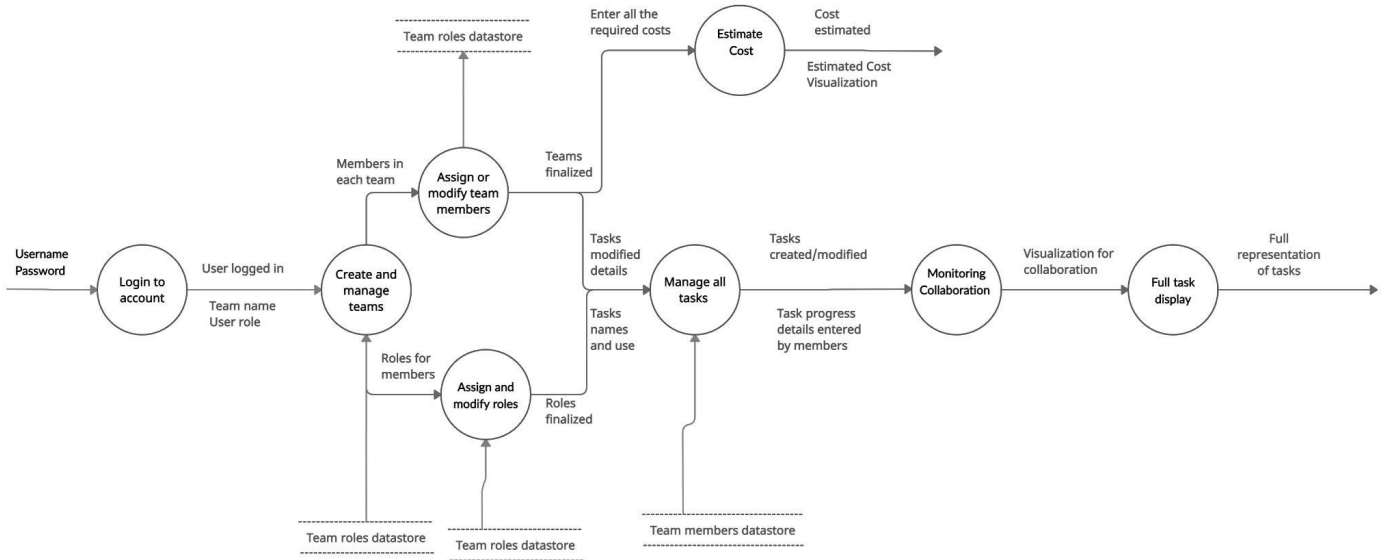 Team roles datastore
Enter all the
required costs
Estimate
Cost
Cost
estimated
Estimated Cost
Visualization
Members in
each team
Assign or
modify team
members
Teams
finalized
Username
Password
Login to
account
User logged in
Team name
User role
Create and
manage
teams
Tasks
modified
details
Tasks
names
and use
Manage all
tasks
Tasks
created/modified
Task progress
details entered
by members
Monitoring
Collaboration
Visualization for
collaboration
Full task
display
Full
representation
of tasks
Roles for
members
Assign and
modify roles
Roles
finalized
Team roles datastore
Team roles datastore
Team members datastore